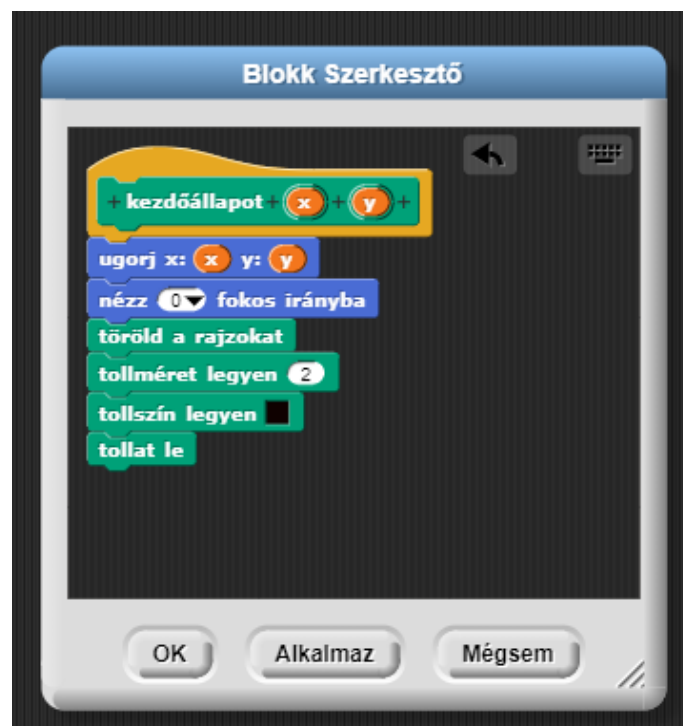 Blokk Szerkesztő
+ kezdőállapot + x + y +
ugorj x: x y: y
nézz 0 fokos irányba
töröld a rajzokat
tollméret legyen 2
tollszín legyen
tollat le
OK Alkalmaz Mégsem